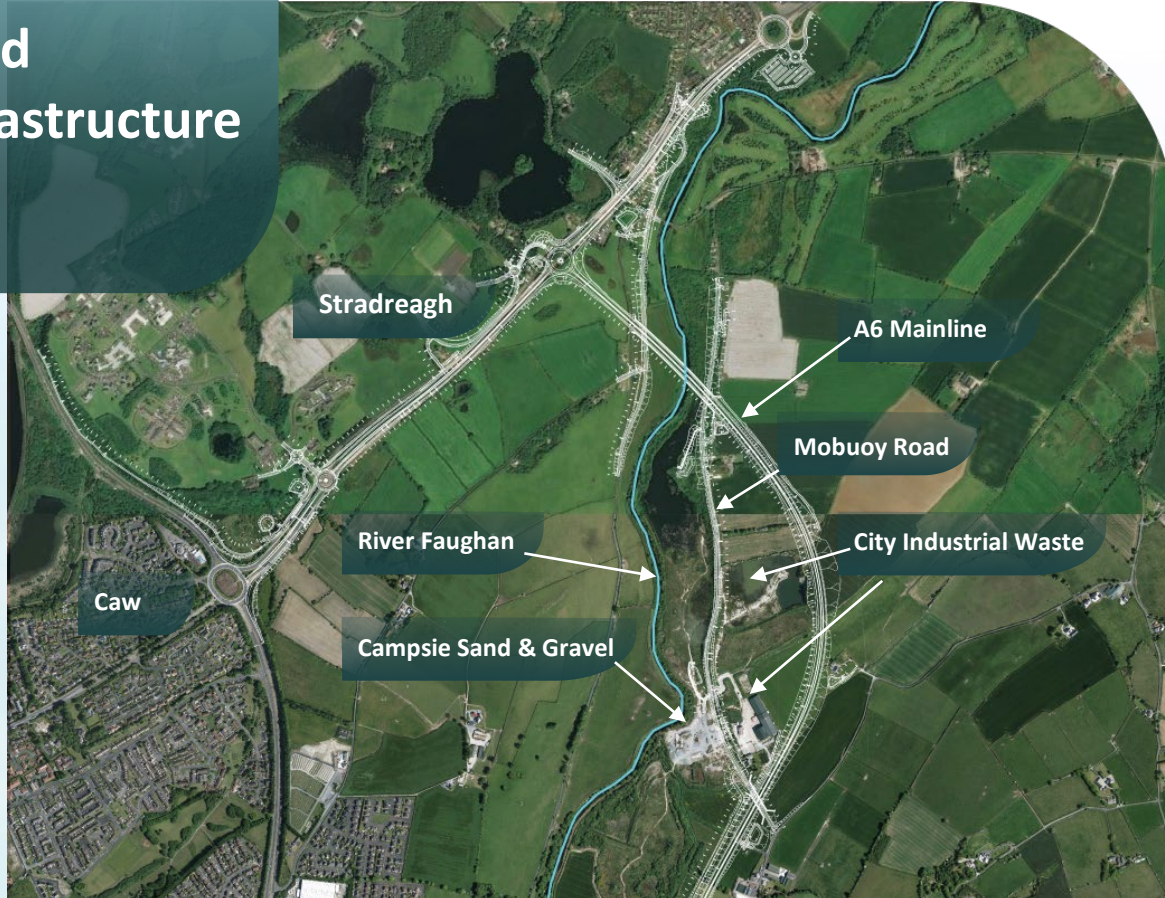 d
astructure
Stradreagh
A6 Mainline
Mobuoy Road
River Faughan
City Industrial Waste
Caw
Campsie Sand & Gravel